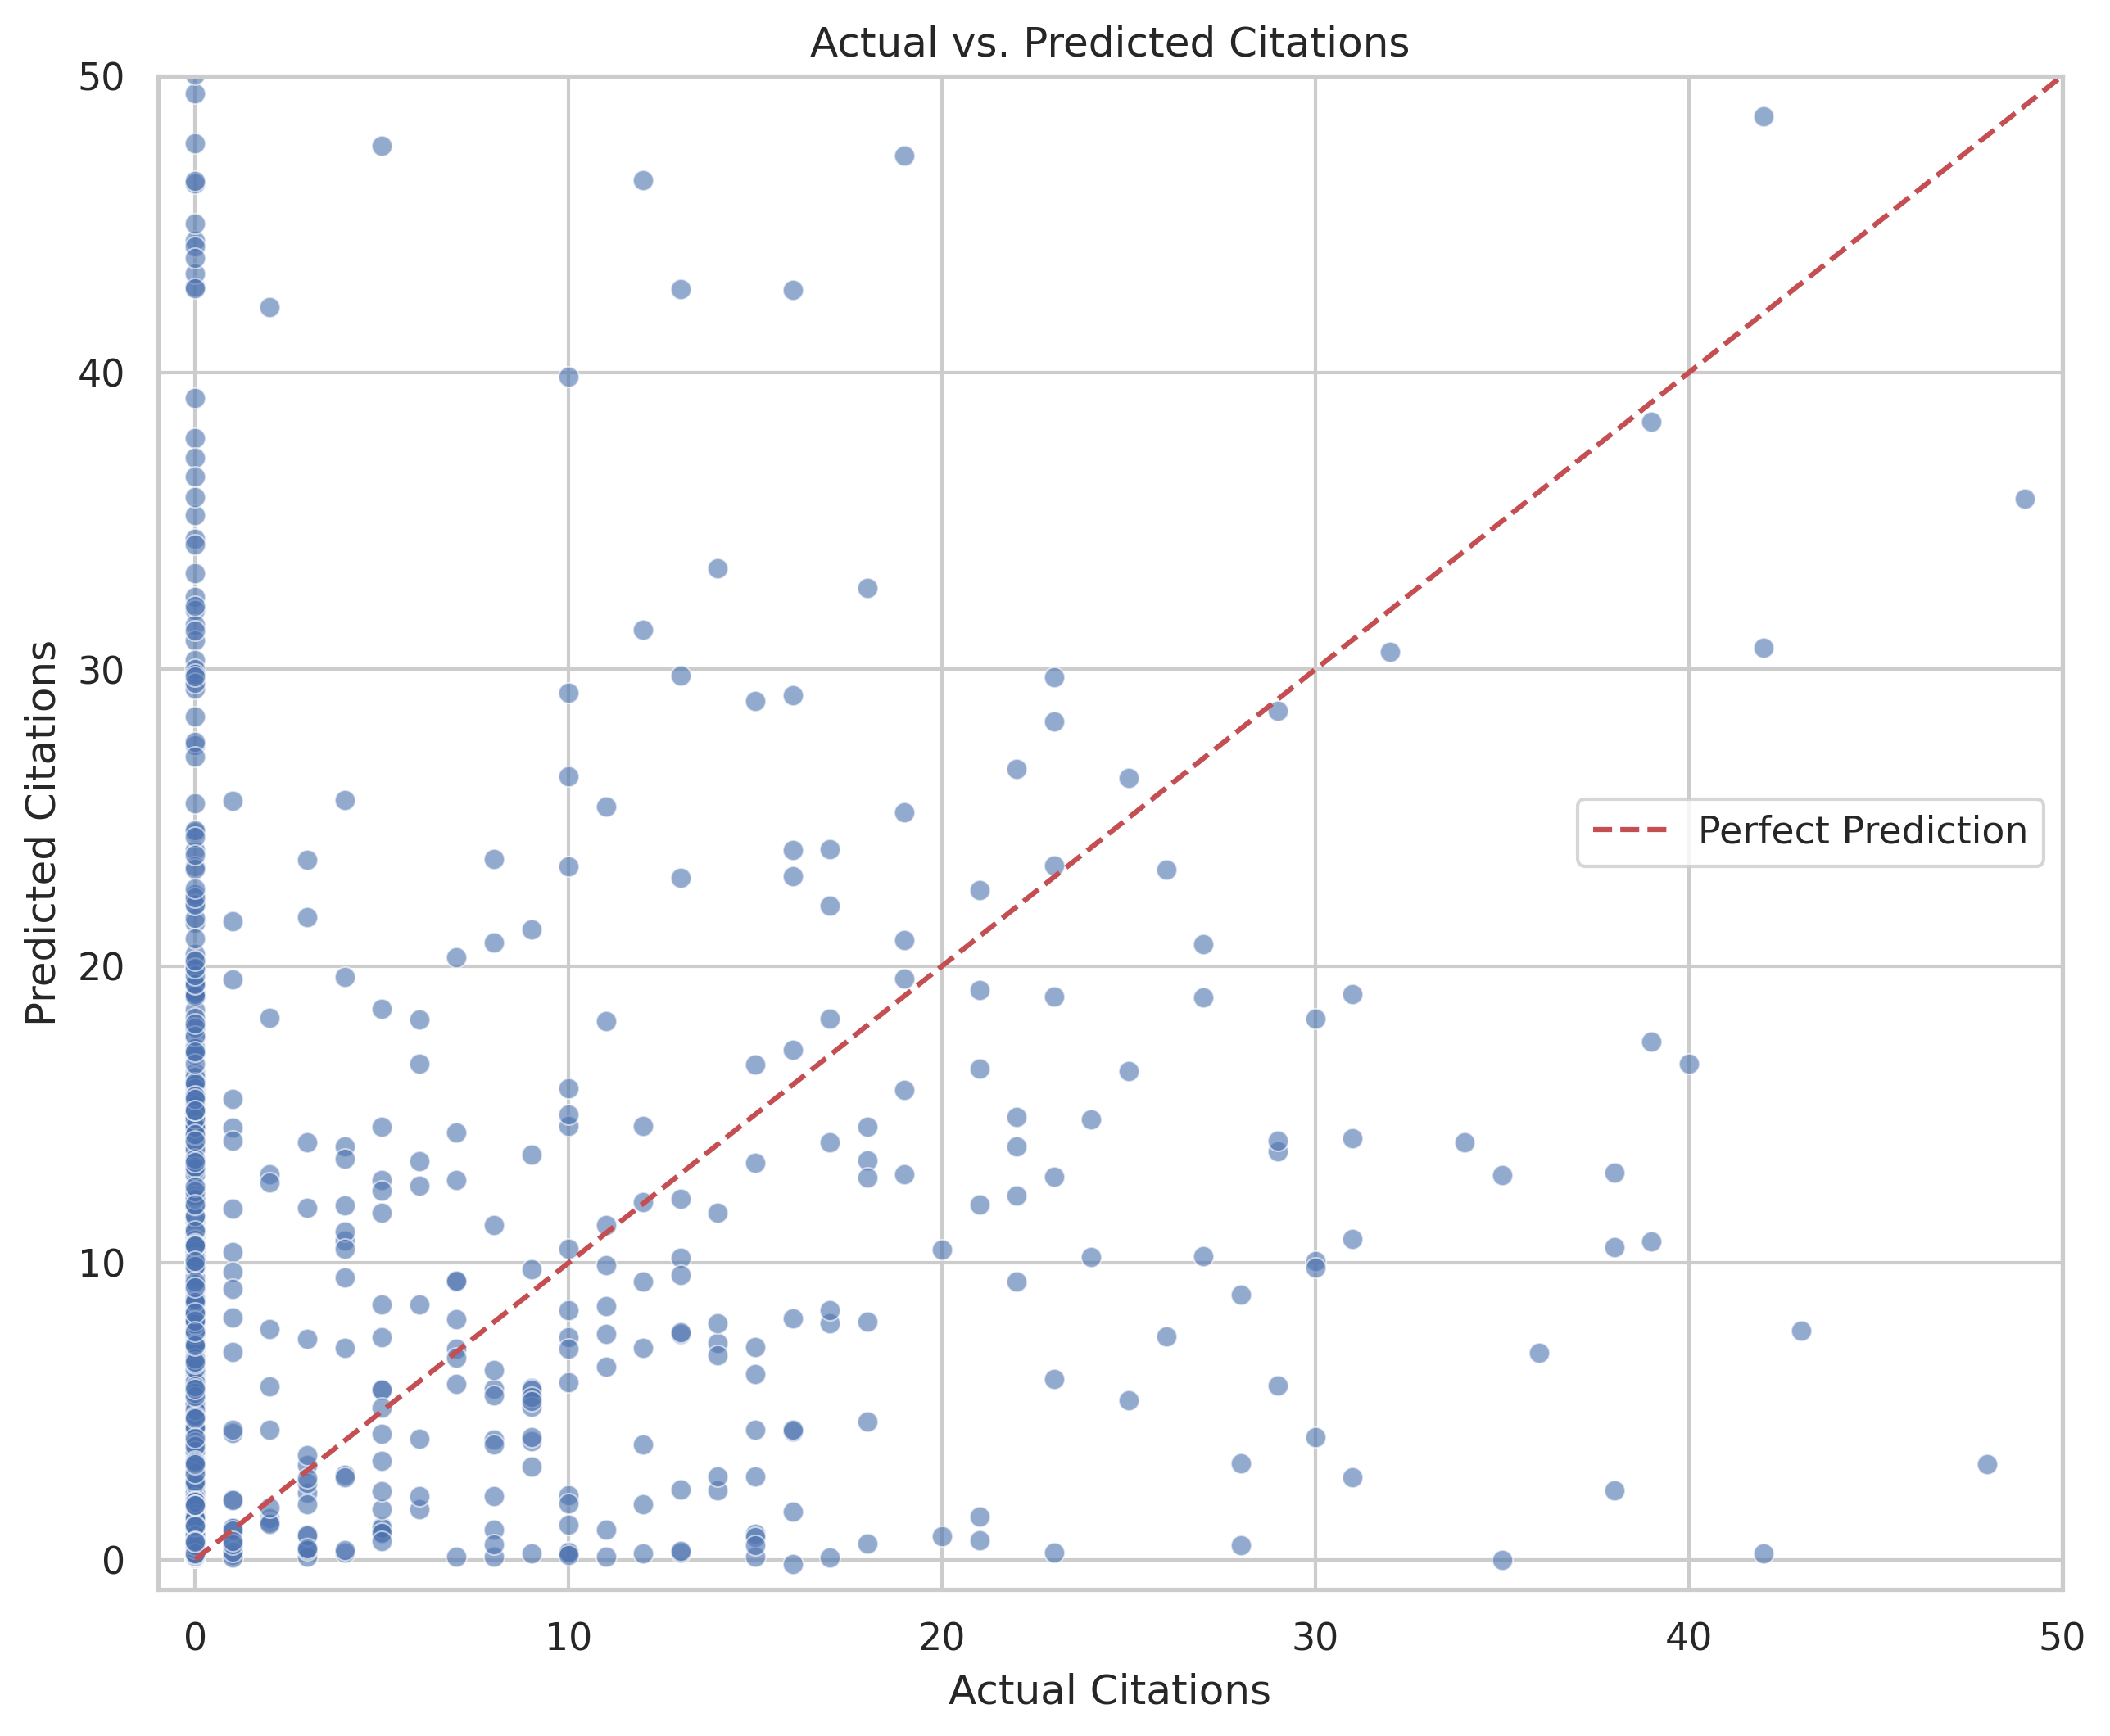 Actual vs. Predicted Citations
50
40
30
20
10
0
Predicted Citations
Perfect Prediction
0 10 20 30 40 50
Actual Citations